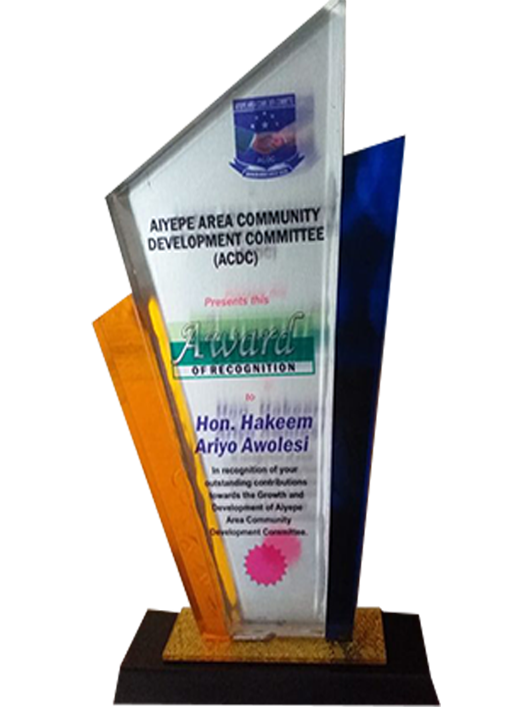 ACDC
AIYEPE AREA COMMUNITY
DEVELOPMENT COMMITTEE
(ACDC)
Presents this
Award
OF RECOGNITION
to
Hon. Hakeem
Ariyo Awolesi
In recognition of your
outstanding contributions
towards the Growth and
Development of Aiyepe
Area Community
Development Committee.